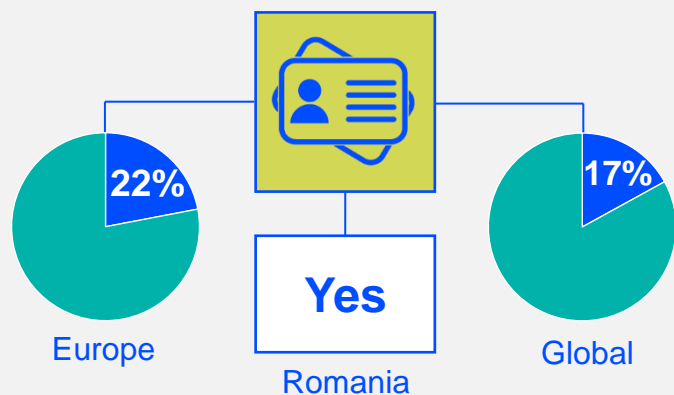 22%
17%
Yes
Europe
Global
Romania